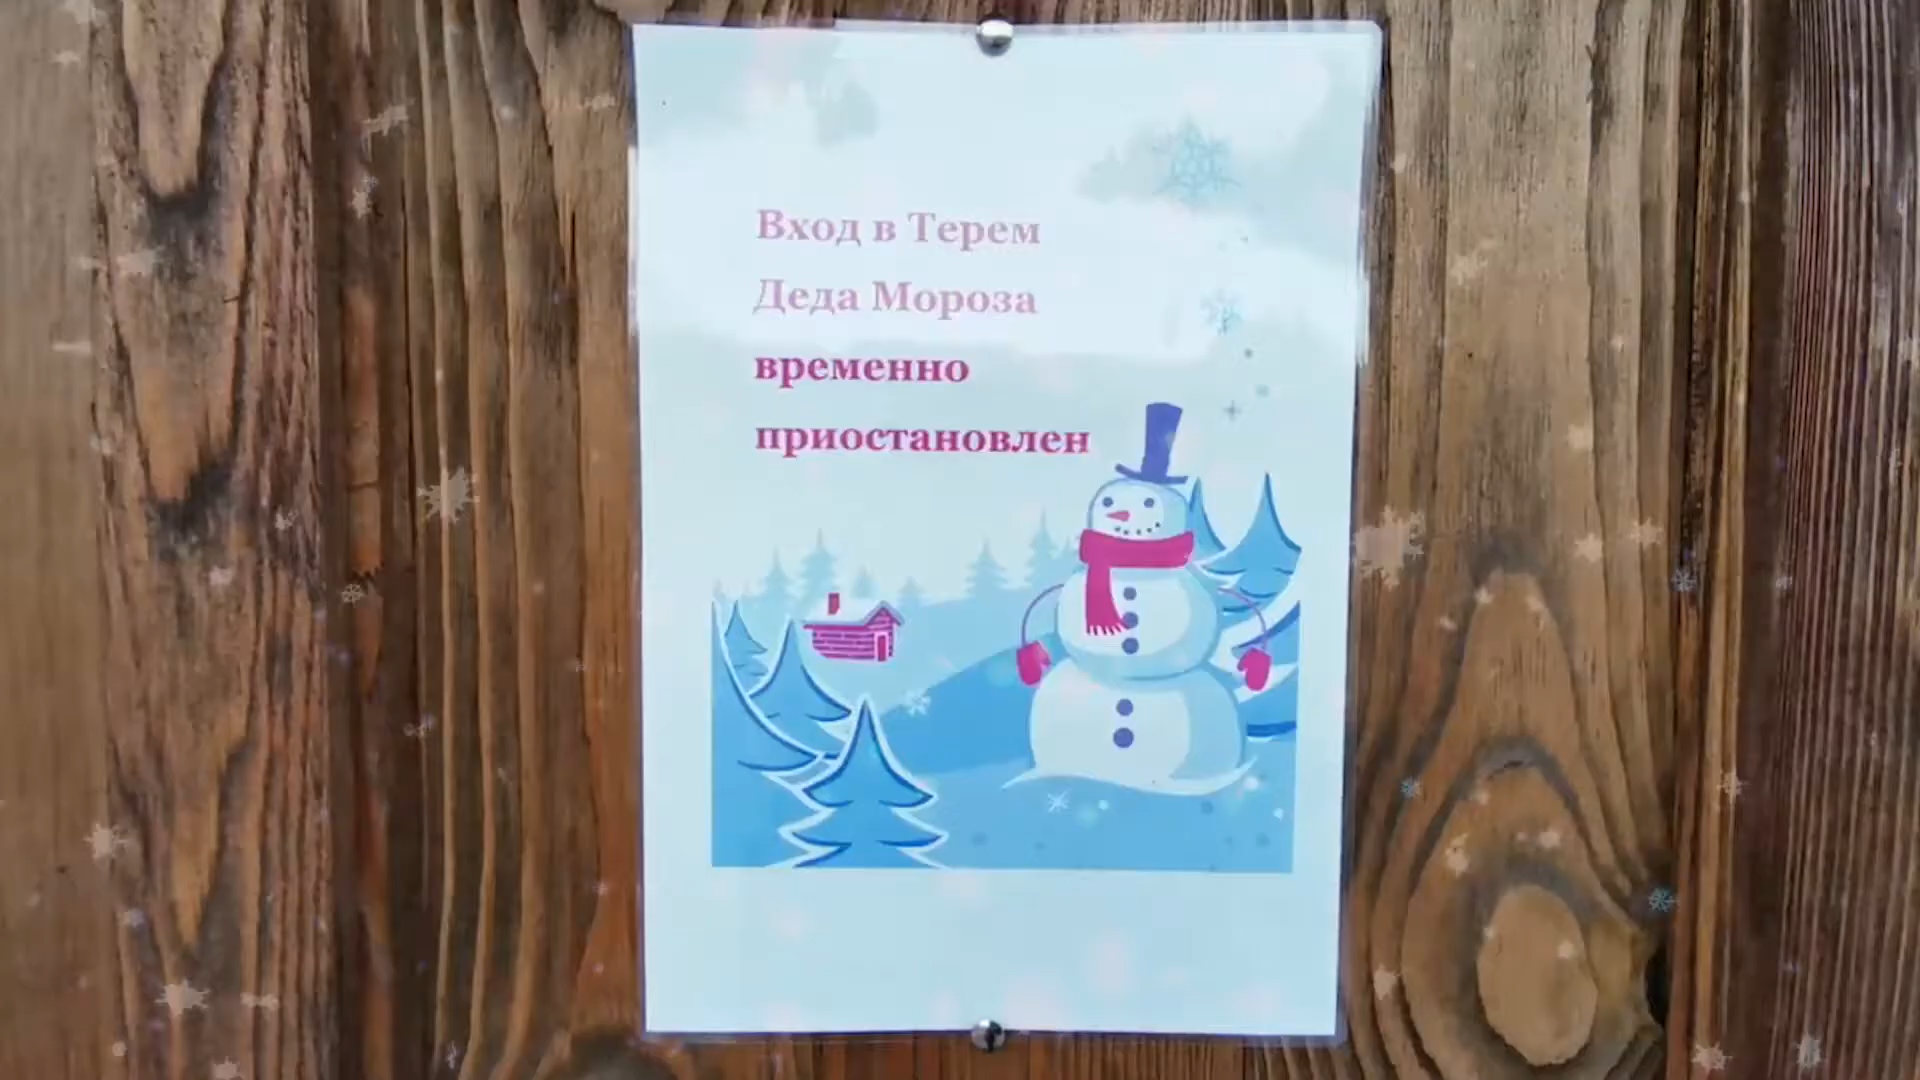 Вход в Терем
Деда Мороза
временно
приостановлен